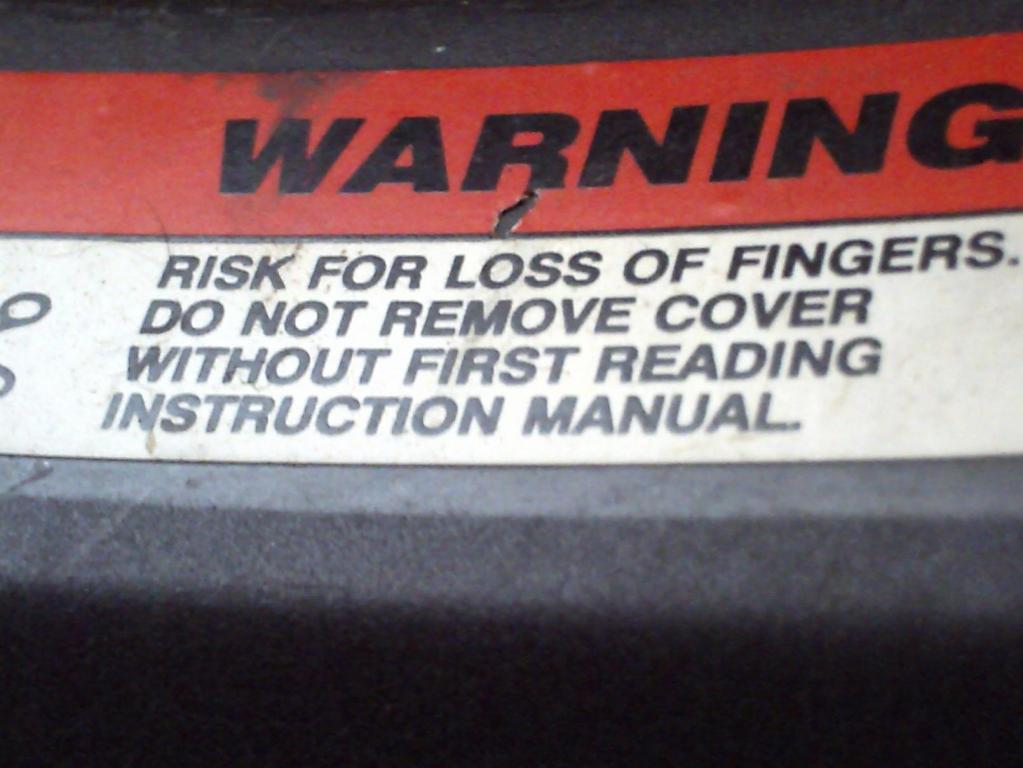 WARNING
RISK FOR LOSS OF FINGERS.
DO NOT REMOVE COVER
WITHOUT FIRST READING
INSTRUCTION MANUAL.